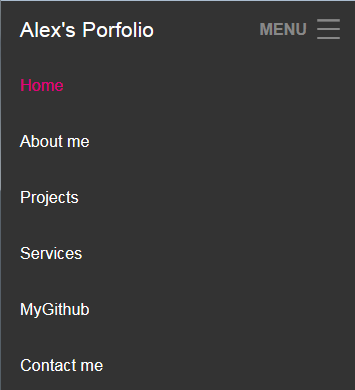 Alex's Porfolio MENU
Home
About me
Projects
Services
MyGithub
Contact me